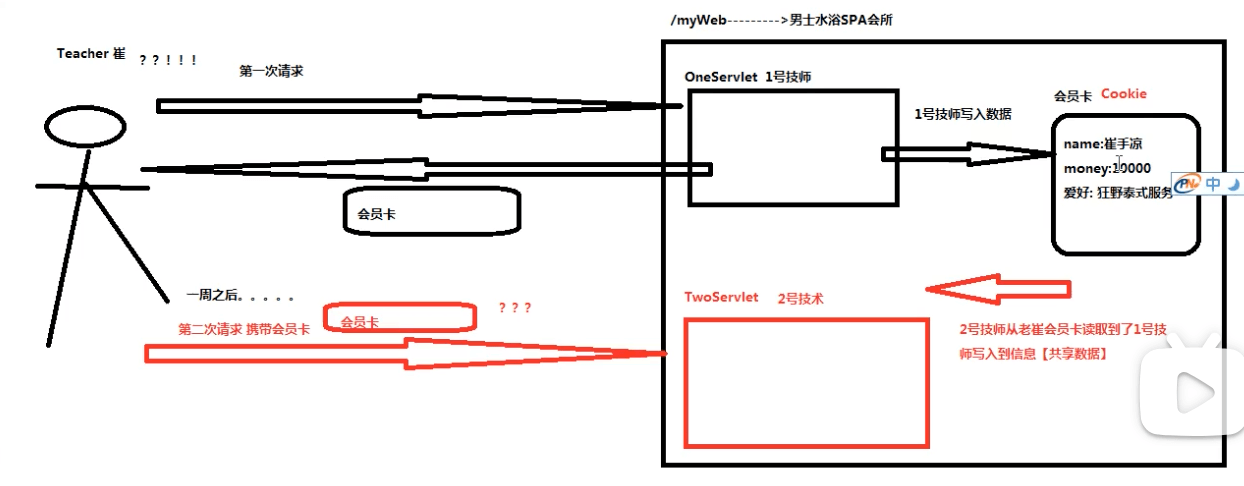 /myWeb--------->男士水浴SPA会所
Teacher 崔
？？！！！
第一次请求
OneServlet 1号技师
会员卡 Cookie
1号技师写入数据
name:崔手凉
money:19000
爱好: 狂野泰式服务
中
会员卡
一周之后。。。。。
TwoServlet 2号技术
？？？
会员卡
第二次请求 携带会员卡
2号技师从老崔会员卡读取到了1号技
师写入到信息【共享数据】